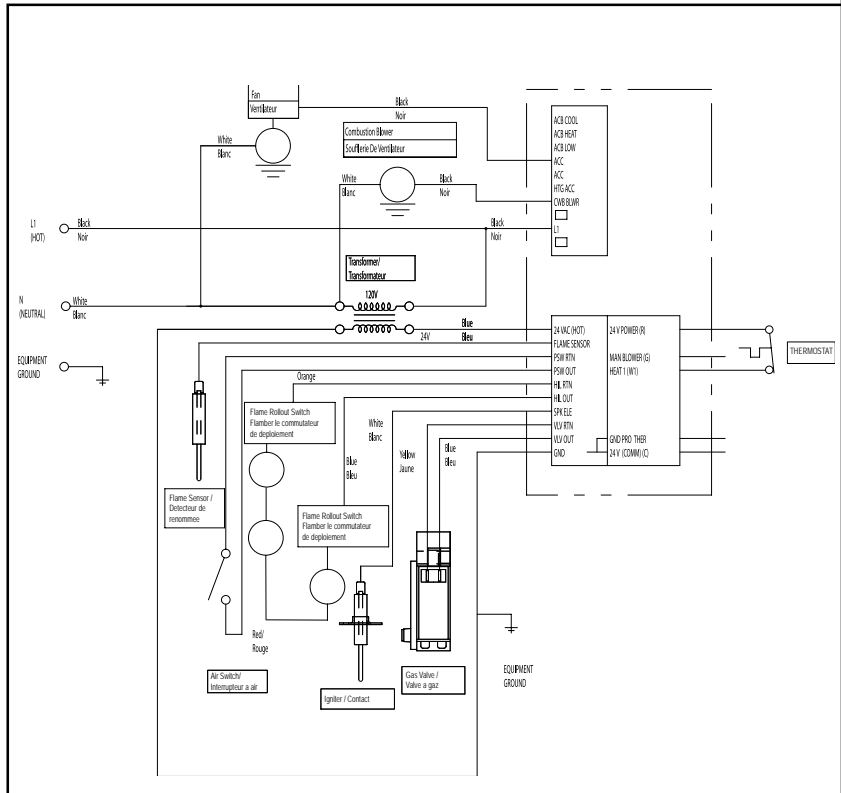 Fan
Ventilateur
Black
Noir
White
Blanc
Combustion Blower
Soufflerie De Ventilateur
White
Blanc
Black
Noir
ACB COOL
ACB HEAT
ACB LOW
ACC
ACC
HTG ACC
CWB BLWR
L1
L1
(HOT)
Black
Noir
Black
Noir
Transformer/
Transformateur
120V
N
(NEUTRAL)
White
Blanc
24V
Blue
Bleu
EQUIPMENT
GROUND
24 VAC (HOT)
FLAME SENSOR
PSW RTN
PSW OUT
HIL RTN
HIL OUT
SPK ELE
VLV RTN
VLV OUT
GND
24 V POWER (R)
MAN BLOWER (G)
HEAT 1 (W1)
GND PRO THER
24 V (COMM) (C)
THERMOSTAT
Orange
Flame Rollout Switch
Flamber le commutateur
de deploiement
White
Blanc
Yellow
Jaune
Blue
Bleu
Blue
Bleu
Flame Sensor /
Detecteur de
renommee
Flame Rollout Switch
Flamber le commutateur
de deploiement
Red/
Rouge
Air Switch/
Interrupteur a air
Igniter / Contact
Gas Valve /
Valve a gaz
EQUIPMENT
GROUND